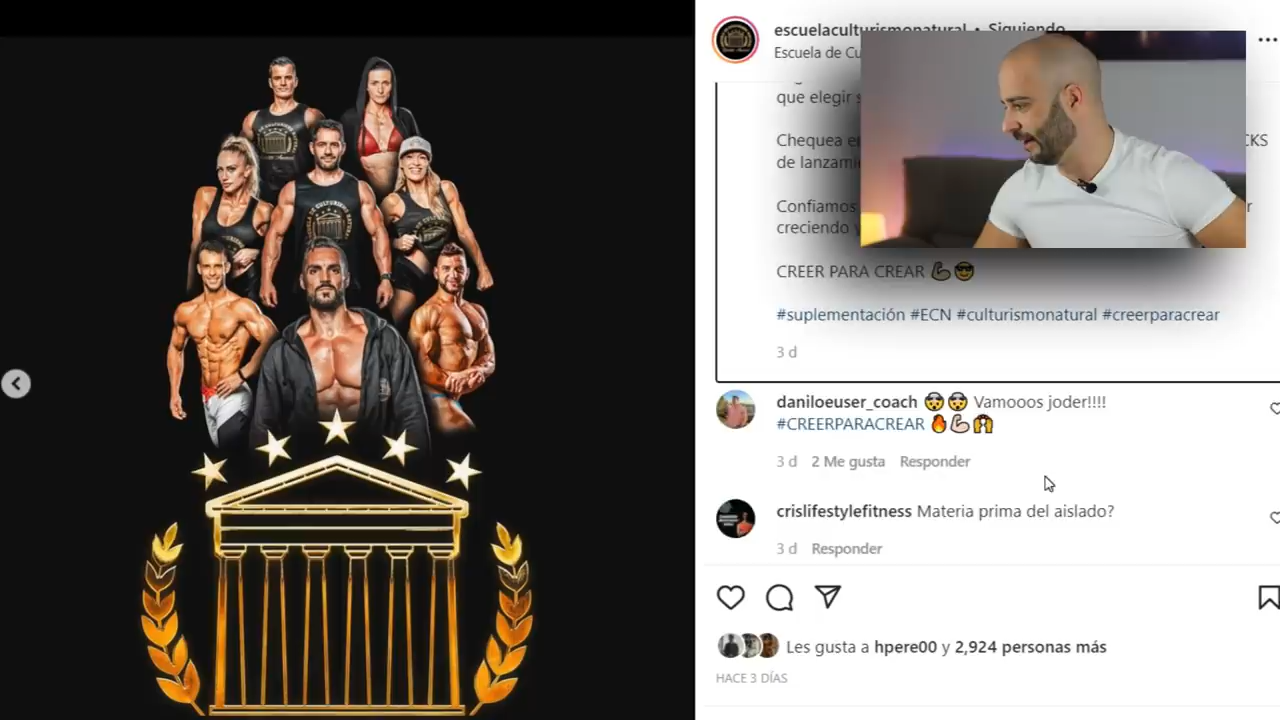 escuelaculturismonatural • Siguiendo
Escuela de Cu
que elegir s
Chequea e
CKS
de lanzami
Confiamos
r
creciendo y
CREER PARA CREAR 💪😎
#suplementación #ECN #culturismonatural #creerparacrear
3 d
daniloeuser_coach 🤯🤯 Vamooos joder!!!!
#CREERPARACREAR 🔥💪🙌
3 d 2 Me gusta Responder
crislifestylefitness Materia prima del aislado?
3 d Responder
Les gusta a hpere00 y 2,924 personas más
HACE 3 DÍAS